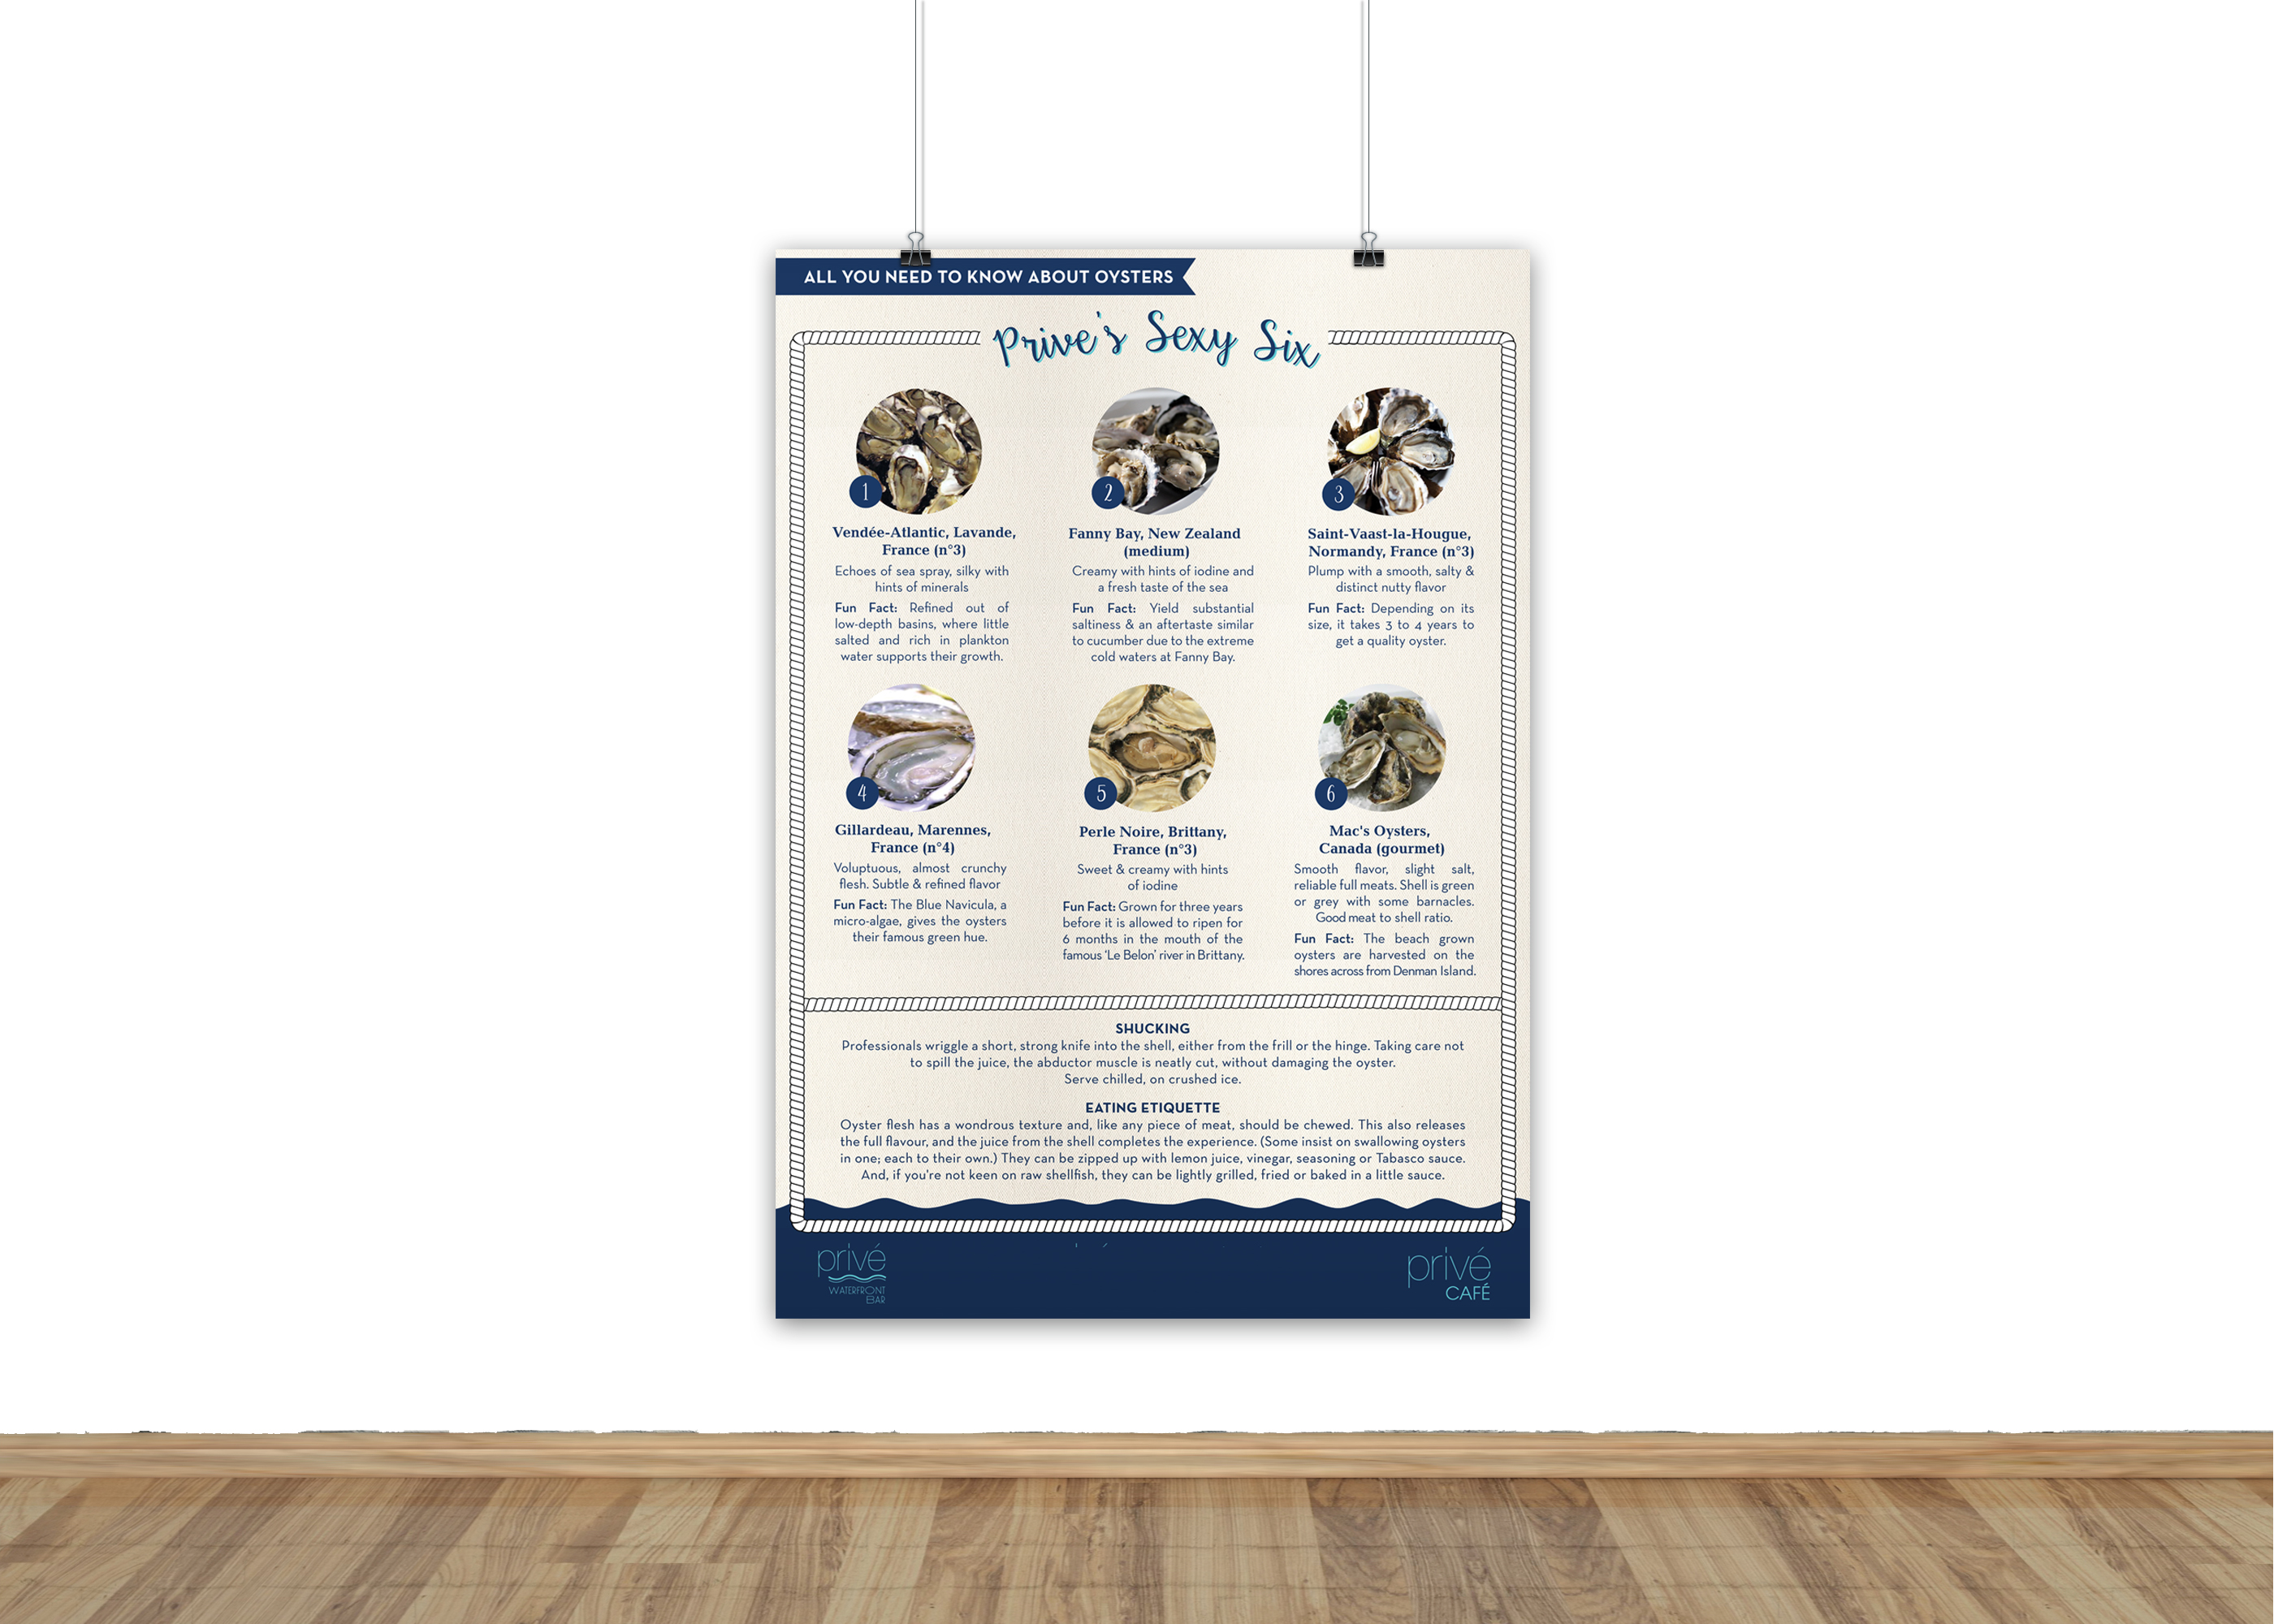 ALL YOU NEED TO KNOW ABOUT OYSTERS
Prive's Sexy Six
1
Vendée-Atlantic, Lavande,
France (n°3)
Echoes of sea spray, silky with
hints of minerals
Fun Fact: Refined out of
low-depth basins, where little
salted and rich in plankton
water supports their growth.
2
Fanny Bay, New Zealand
(medium)
Creamy with hints of iodine and
a fresh taste of the sea
Fun Fact: Yield substantial
saltiness & an aftertaste similar
to cucumber due to the extreme
cold waters at Fanny Bay.
3
Saint-Vaast-la-Hougue,
Normandy, France (n°3)
Plump with a smooth, salty &
distinct nutty flavor
Fun Fact: Depending on its
size, it takes 3 to 4 years to
get a quality oyster.
4
Gillardeau, Marennes,
France (n°4)
Voluptuous, almost crunchy
flesh. Subtle & refined flavor
Fun Fact: The Blue Navicula, a
micro-algae, gives the oysters
their famous green hue.
5
Perle Noire, Brittany,
France (n°3)
Sweet & creamy with hints
of iodine
Fun Fact: Grown for three years
before it is allowed to ripen for
6 months in the mouth of the
famous 'Le Belon' river in Brittany.
6
Mac's Oysters,
Canada (gourmet)
Smooth flavor, slight salt,
reliable full meats. Shell is green
or grey with some barnacles.
Good meat to shell ratio.
Fun Fact: The beach grown
oysters are harvested on the
shores across from Denman Island.
SHUCKING
Professionals wriggle a short, strong knife into the shell, either from the frill or the hinge. Taking care not
to spill the juice, the abductor muscle is neatly cut, without damaging the oyster.
Serve chilled, on crushed ice.
EATING ETIQUETTE
Oyster flesh has a wondrous texture and, like any piece of meat, should be chewed. This also releases
the full flavour, and the juice from the shell completes the experience. (Some insist on swallowing oysters
in one; each to their own.) They can be zipped up with lemon juice, vinegar, seasoning or Tabasco sauce.
And, if you're not keen on raw shellfish, they can be lightly grilled, fried or baked in a little sauce.
privé
WATERFRONT
BAR
privé
CAFÉ